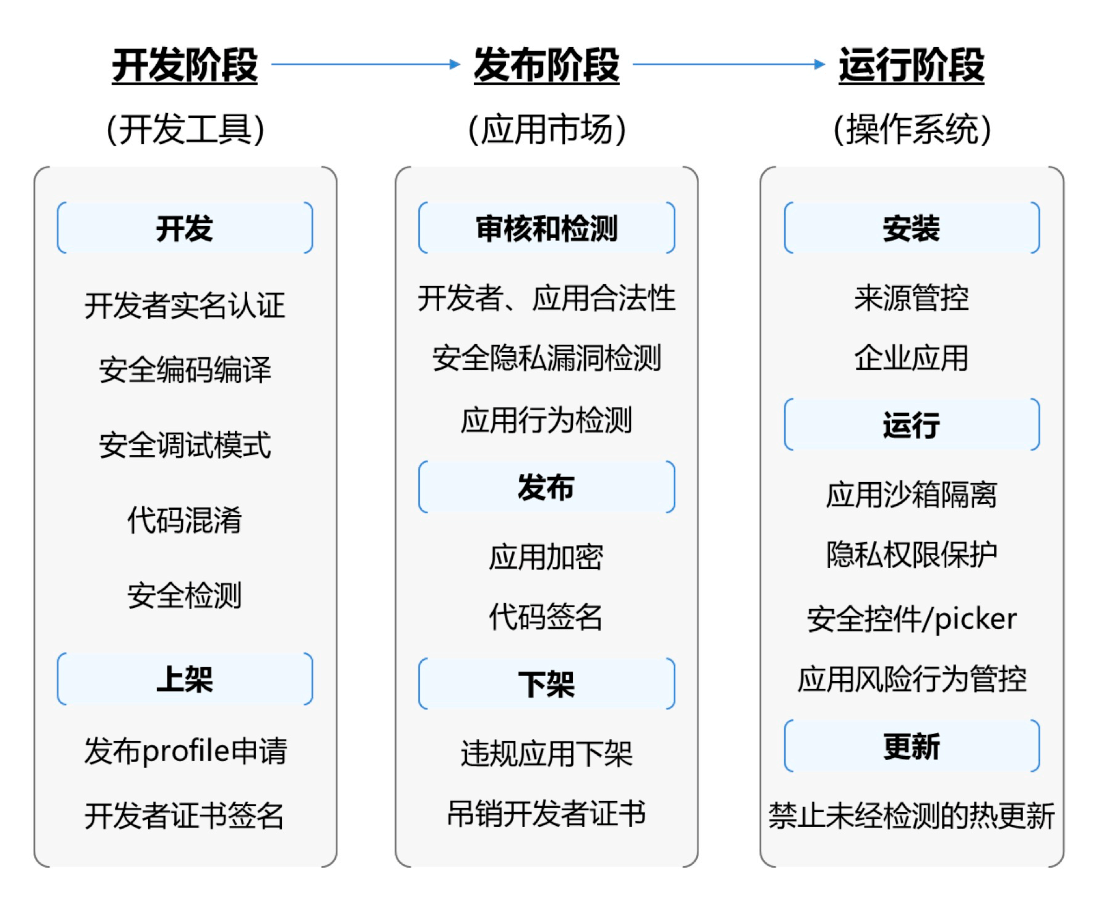 开发阶段
(开发工具)
开发
开发者实名认证
安全编码编译
安全调试模式
代码混淆
安全检测
上架
发布profile申请
开发者证书签名
发布阶段
(应用市场)
审核和检测
开发者、应用合法性
安全隐私漏洞检测
应用行为检测
发布
应用加密
代码签名
下架
违规应用下架
吊销开发者证书
运行阶段
(操作系统)
安装
来源管控
企业应用
运行
应用沙箱隔离
隐私权限保护
安全控件/picker
应用风险行为管控
更新
禁止未经检测的热更新